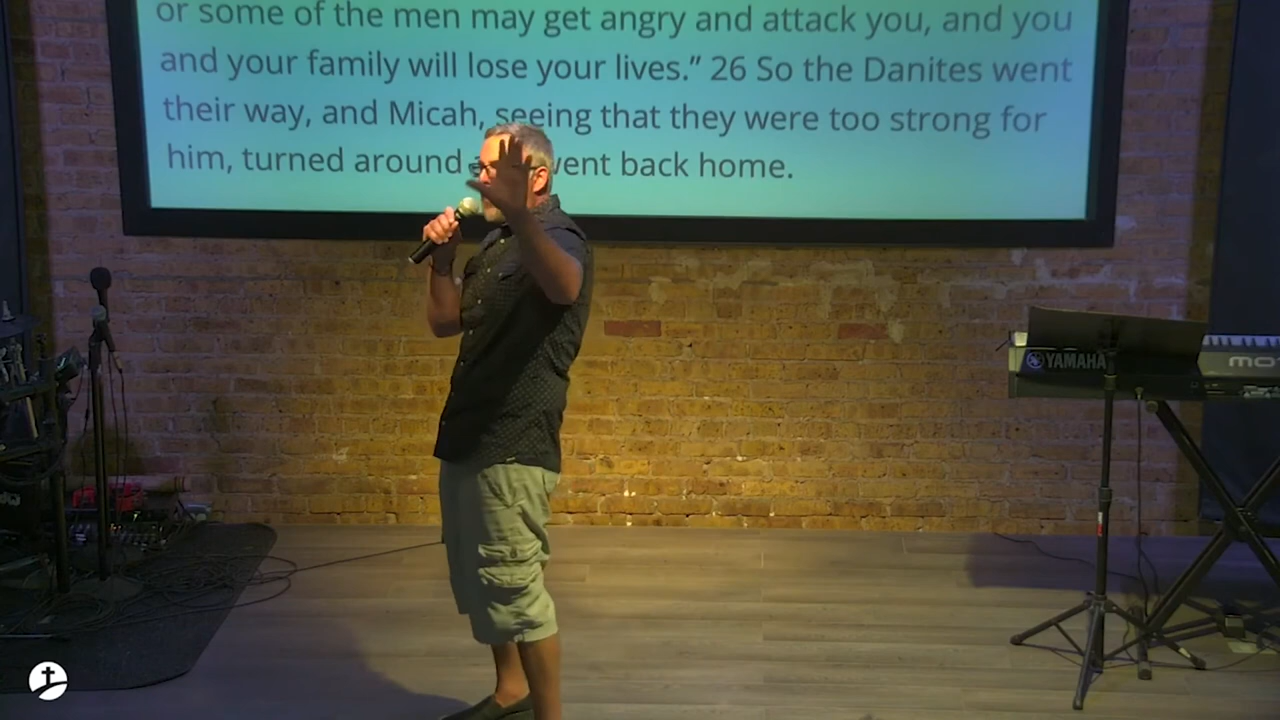 or some of the men may get angry and attack you, and you
and your family will lose your lives.” 26 So the Danites went
their way, and Micah, seeing that they were too strong for
him, turned around went back home.
YAMAHA